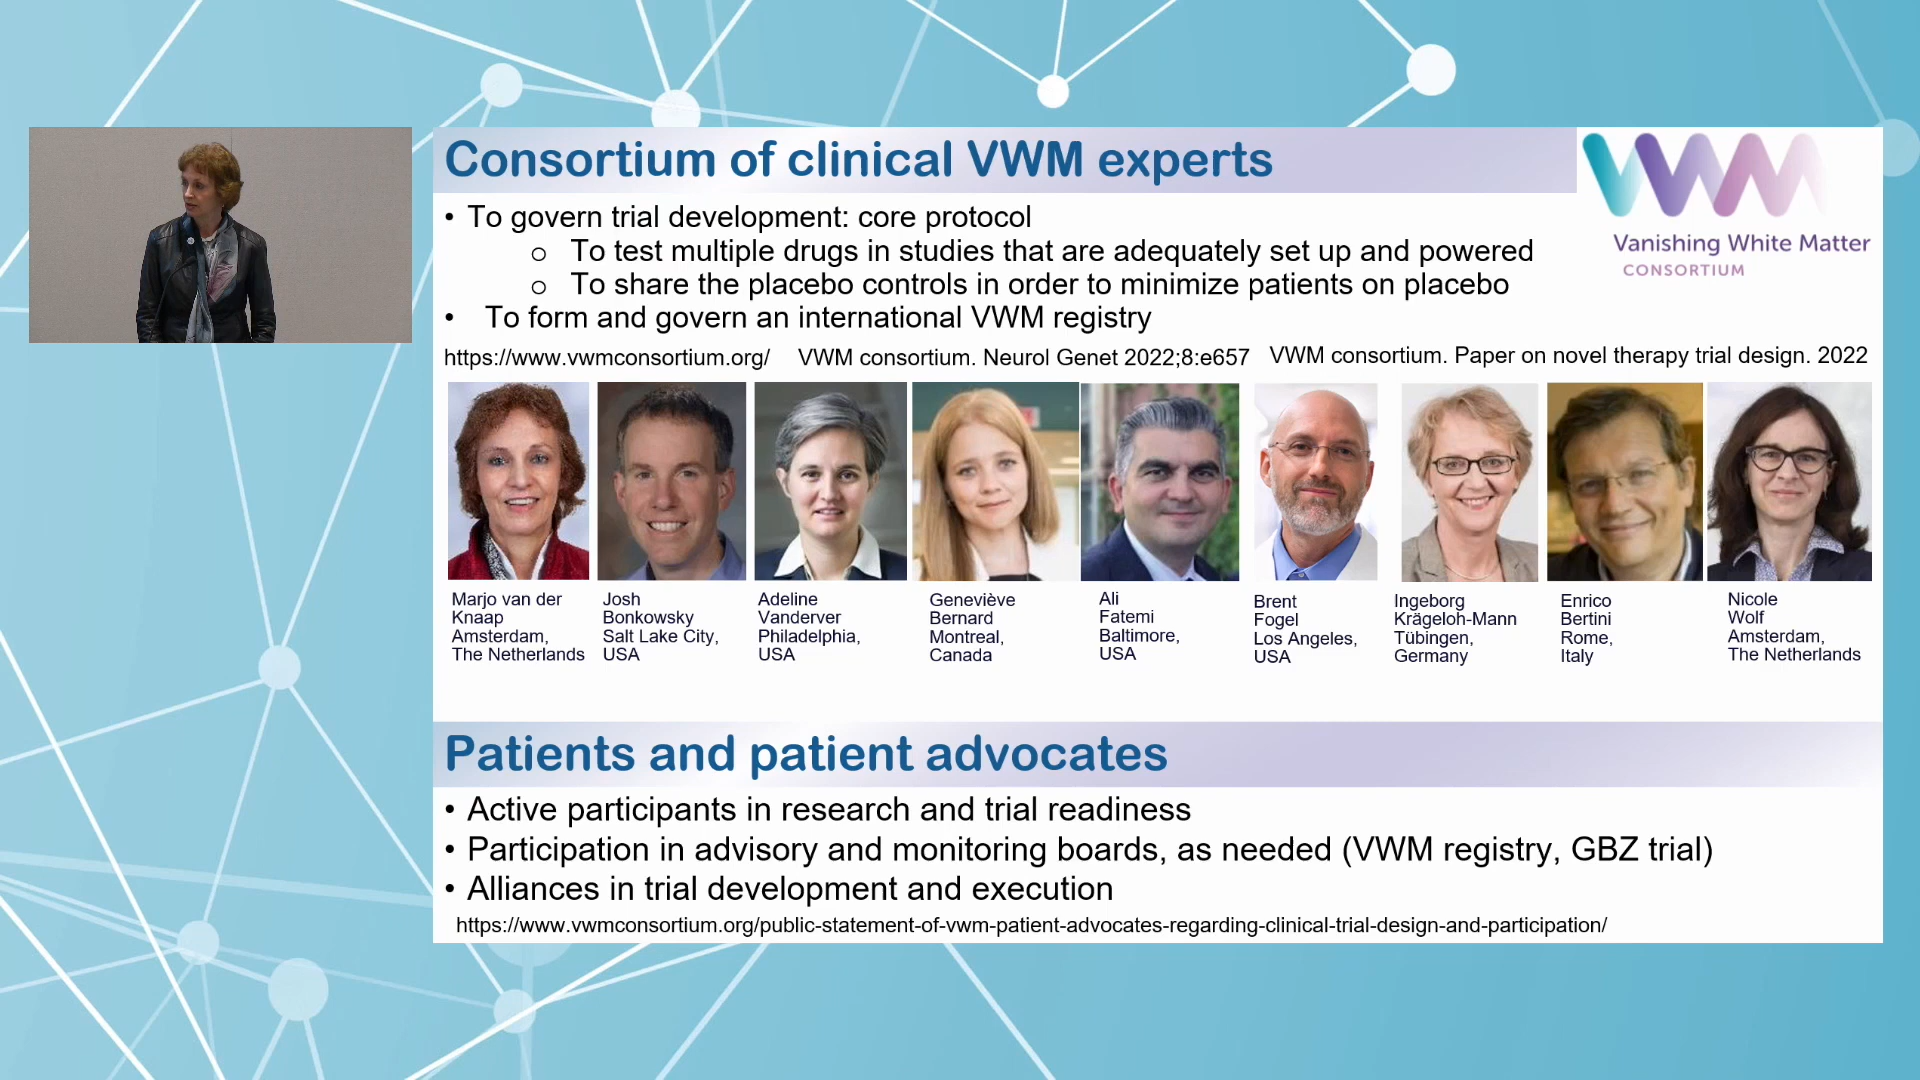 Consortium of clinical VWM experts
VWM
Vanishing White Matter
CONSORTIUM
• To govern trial development: core protocol
o To test multiple drugs in studies that are adequately set up and powered
o To share the placebo controls in order to minimize patients on placebo
• To form and govern an international VWM registry
https://www.vwmconsortium.org/ VWM consortium. Neurol Genet 2022;8:e657 VWM consortium. Paper on novel therapy trial design. 2022
Marjo van der
Knaap
Amsterdam,
The Netherlands
Josh
Bonkowsky
Salt Lake City,
USA
Adeline
Vanderver
Philadelphia,
USA
Geneviève
Bernard
Montreal,
Canada
Ali
Fatemi
Baltimore,
USA
Brent
Fogel
Los Angeles,
USA
Ingeborg
Krägeloh-Mann
Tübingen,
Germany
Enrico
Bertini
Rome,
Italy
Nicole
Wolf
Amsterdam,
The Netherlands
Patients and patient advocates
• Active participants in research and trial readiness
• Participation in advisory and monitoring boards, as needed (VWM registry, GBZ trial)
• Alliances in trial development and execution
https://www.vwmconsortium.org/public-statement-of-vwm-patient-advocates-regarding-clinical-trial-design-and-participation/